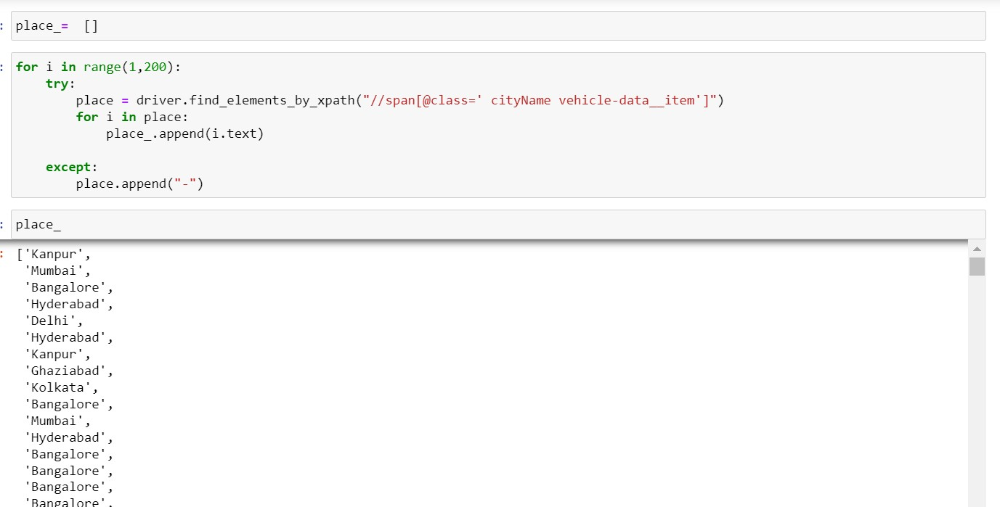 : place_= []
: for i in range(1,200):
    try:
        place = driver.find_elements_by_xpath("//span[@class=' cityName vehicle-data__item']")
        for i in place:
            place_.append(i.text)
    except:
        place.append("-")
: place_
: ['Kanpur',
 'Mumbai',
 'Bangalore',
 'Hyderabad',
 'Delhi',
 'Hyderabad',
 'Kanpur',
 'Ghaziabad',
 'Kolkata',
 'Bangalore',
 'Mumbai',
 'Hyderabad',
 'Bangalore',
 'Bangalore',
 'Bangalore',
 'Bangalore',